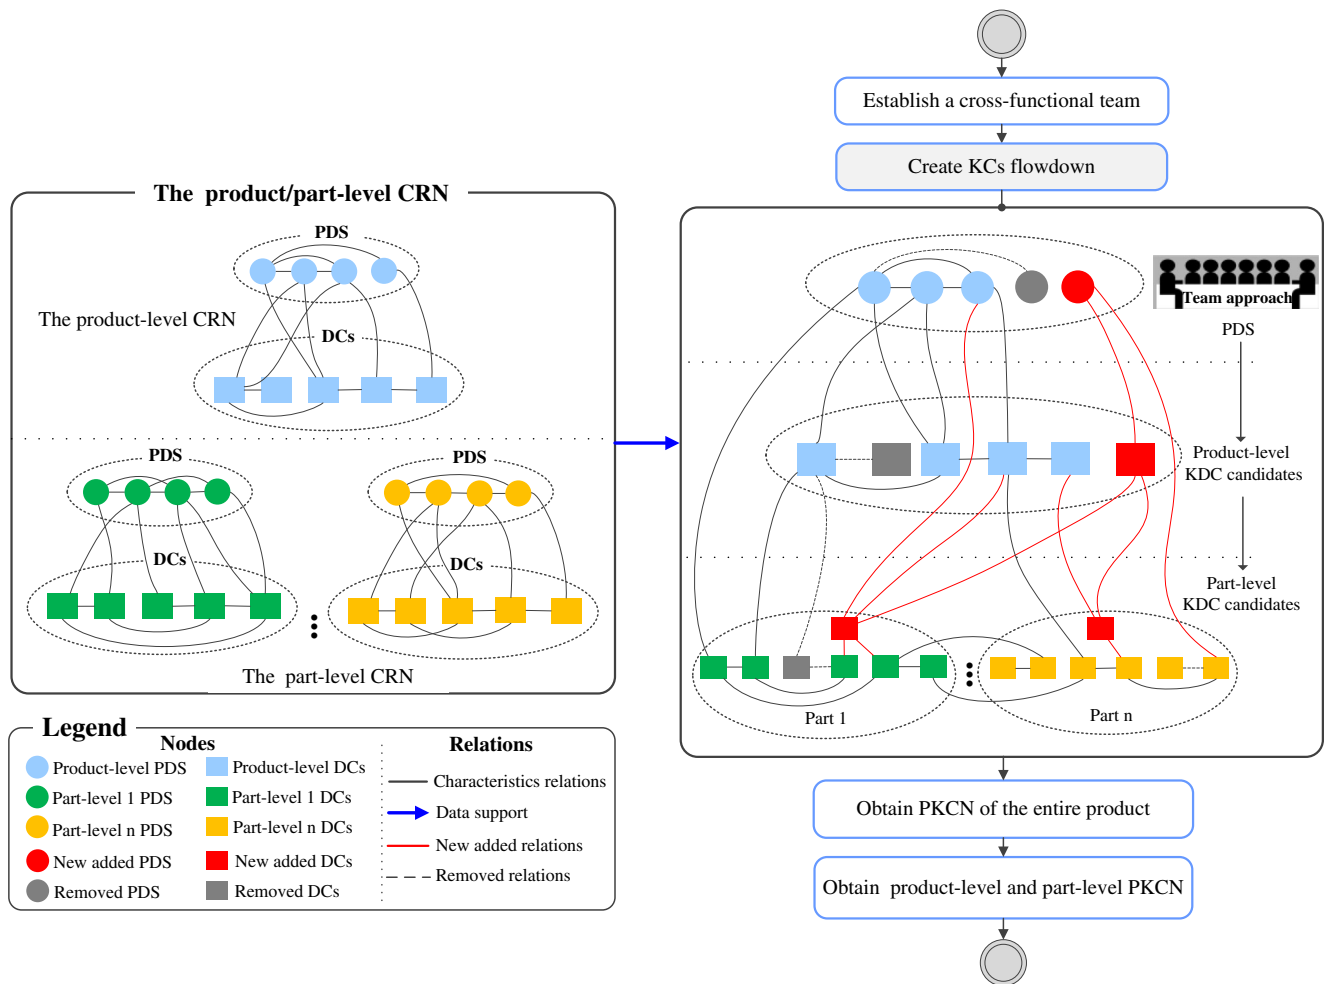 Establish a cross-functional team
Create KCs flowdown
The product/part-level CRN
PDS
The product-level CRN
DCs
PDS
PDS
DCs
DCs
The part-level CRN
Team approach
PDS
Product-level
KDC candidates
Part-level
KDC candidates
Part 1
Part n
Legend
Nodes
Relations
Product-level PDS
Product-level DCs
Characteristics relations
Part-level 1 PDS
Part-level 1 DCs
Data support
Part-level n PDS
Part-level n DCs
New added relations
New added PDS
New added DCs
Removed relations
Removed PDS
Removed DCs
Obtain PKCN of the entire product
Obtain product-level and part-level PKCN